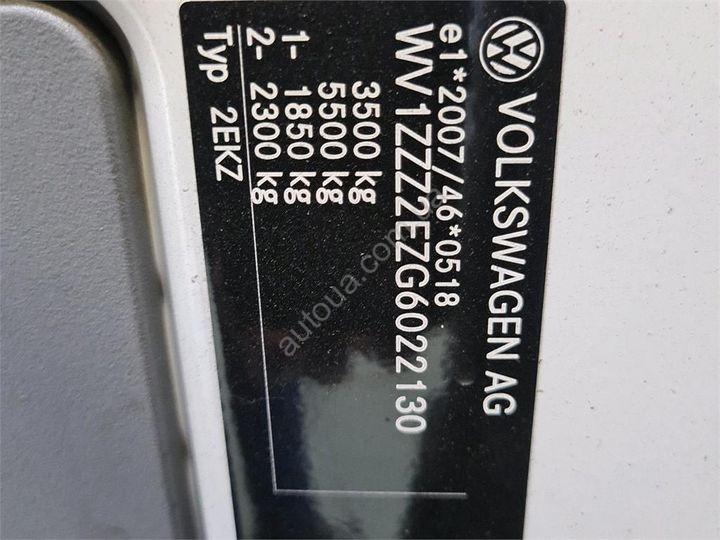 VOLKSWAGEN AG
e1*2007/46*0518
WV1ZZZ2EZG6022130
3500 kg
5500 kg
1- 1850 kg
2- 2300 kg
Typ 2EKZ
autoua.com.ua